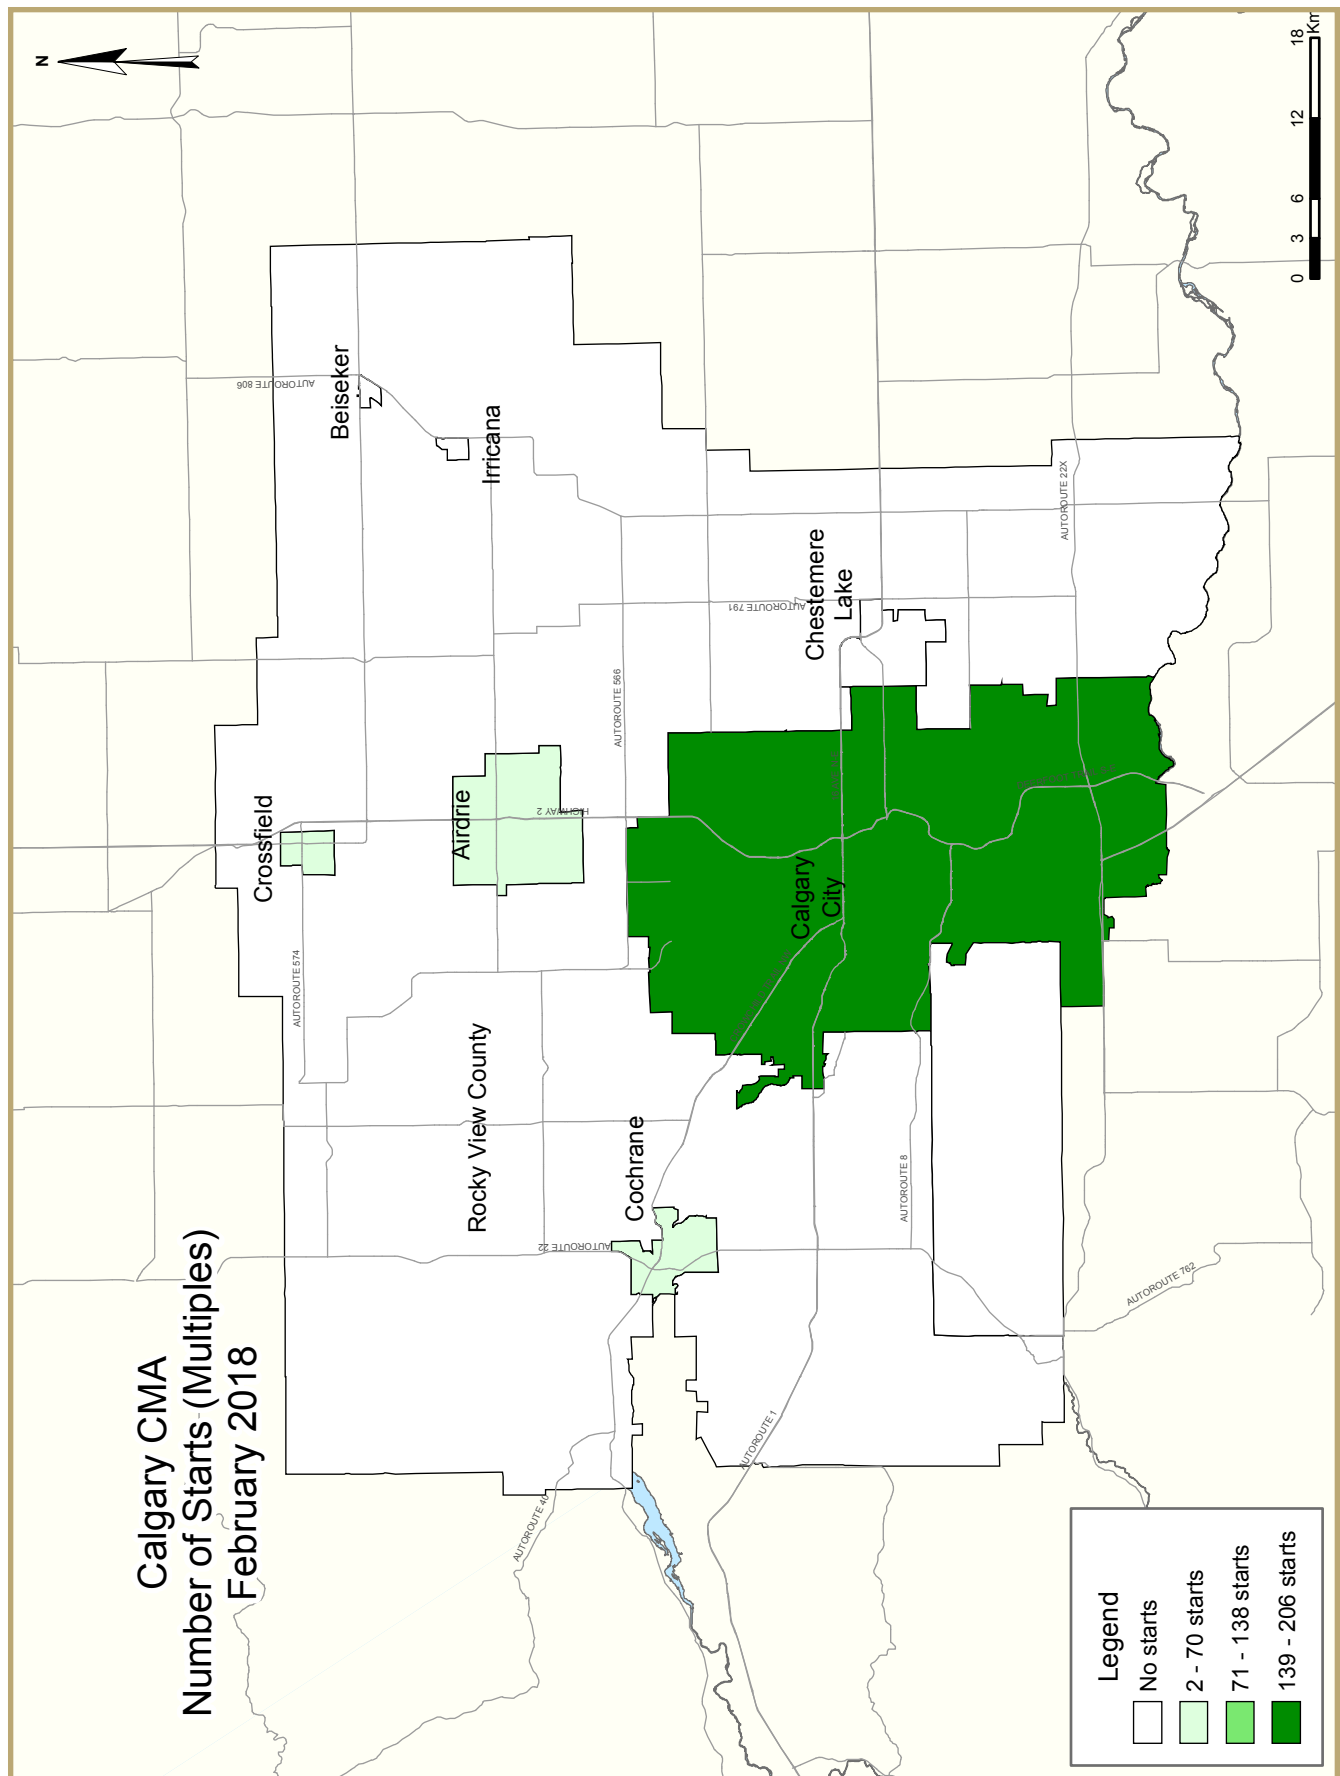 Calgary CMA
Number of Starts (Multiples)
February 2018
N
Crossfield
Beiseker
Irricana
Airdrie
Rocky View County
Cochrane
Chestemere
Lake
Calgary
City
AUTOROUTE 806
AUTOROUTE 574
AUTOROUTE 566
AUTOROUTE 791
AUTOROUTE 22X
HIGHWAY 2
AUTOROUTE 22
AUTOROUTE 8
AUTOROUTE 762
AUTOROUTE 1
AUTOROUTE 40
Legend
No starts
2 - 70 starts
71 - 138 starts
139 - 206 starts
0 3 6 12 18
Km